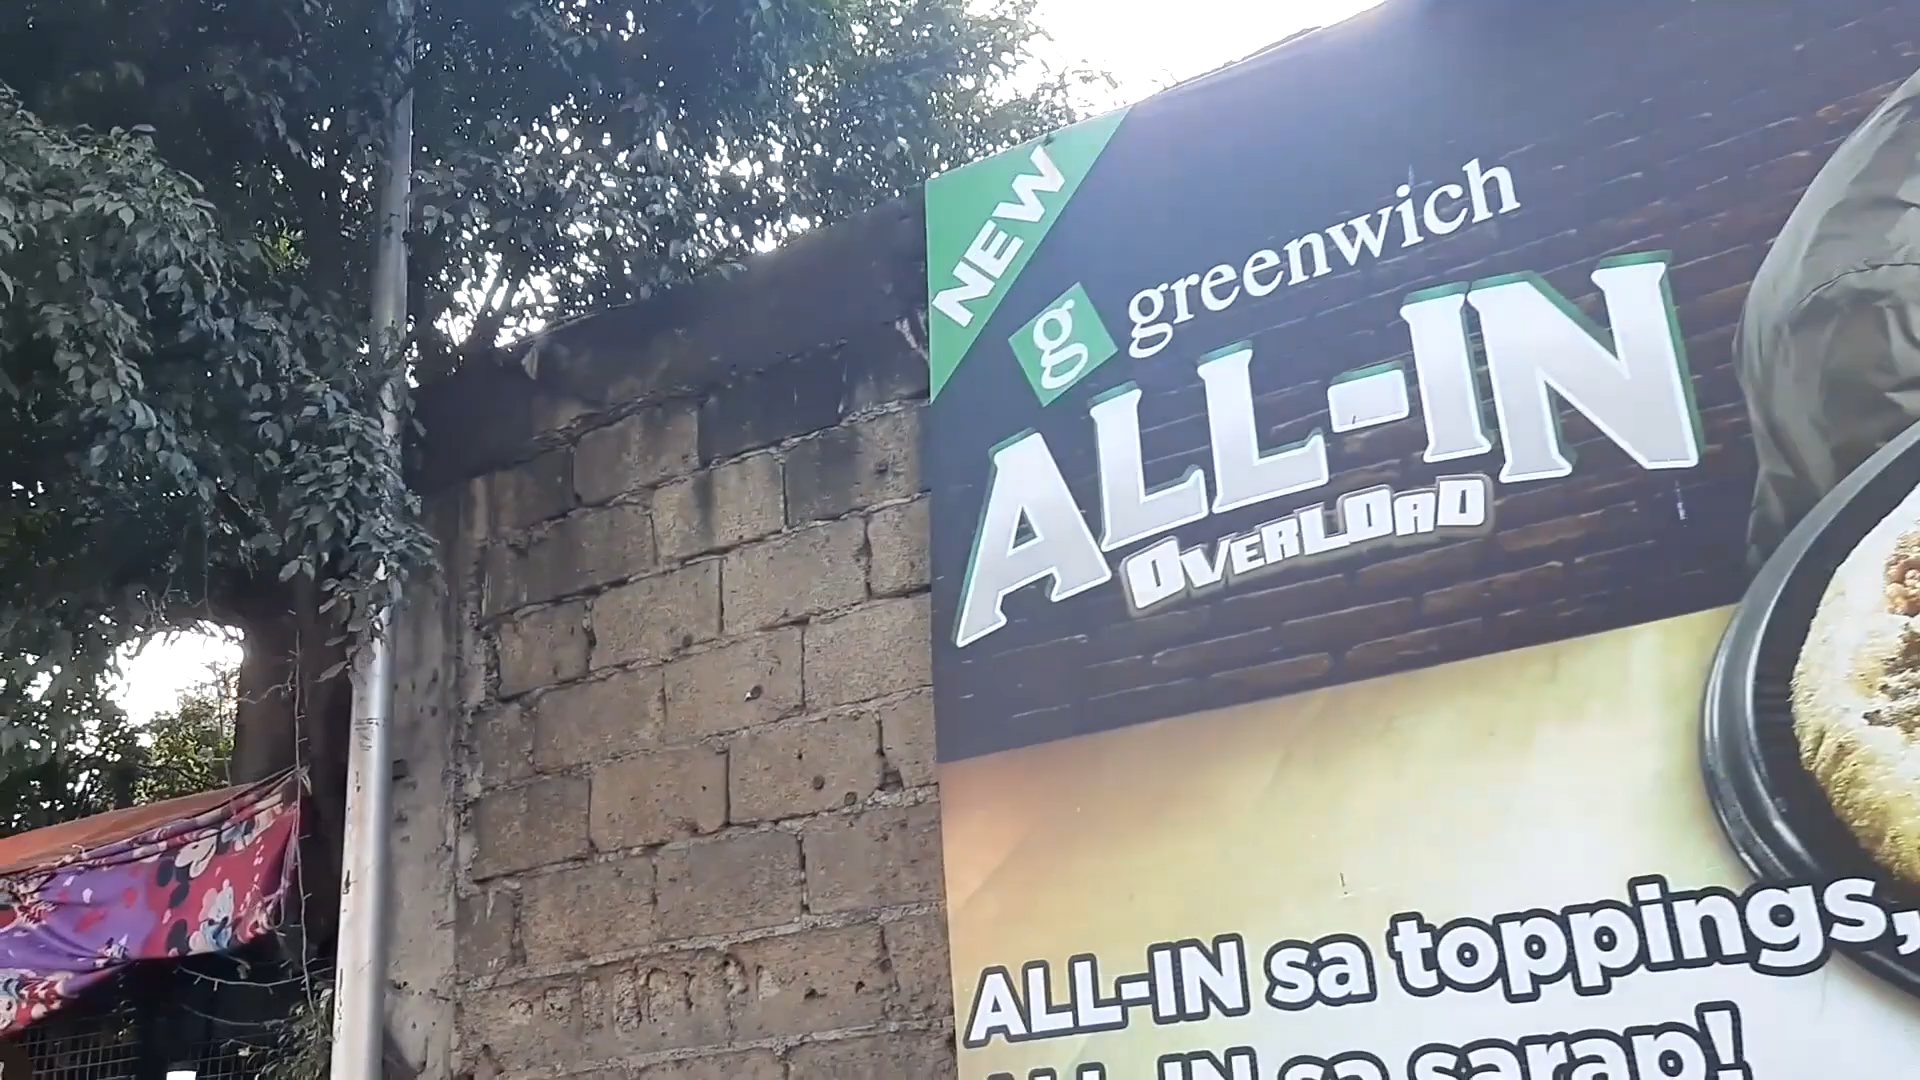 NEW
g greenwich
ALL-IN
OVERLOAD
ALL-IN sa toppings,
ALL-IN sa sarap!